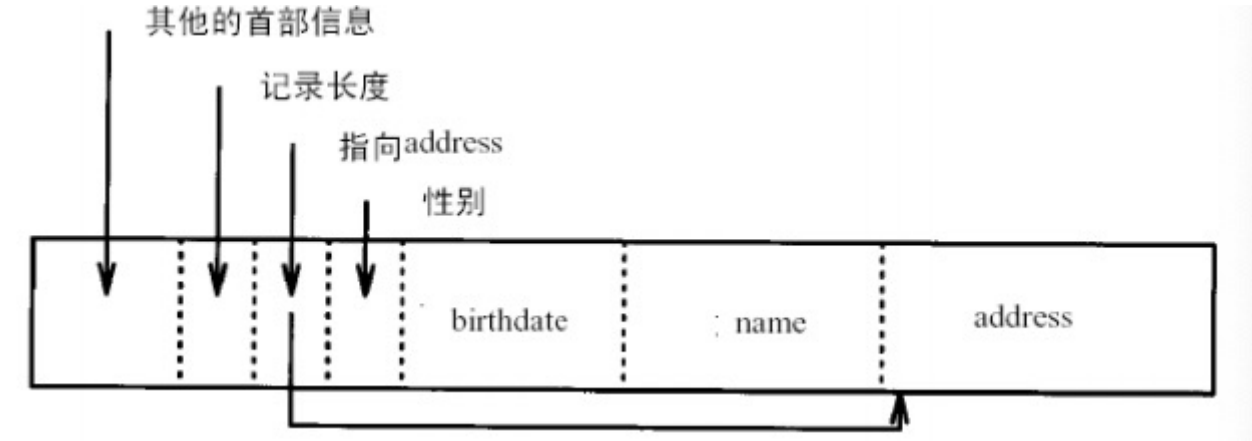 其他的首部信息
记录长度
指向address
性别
birthdate
name
address